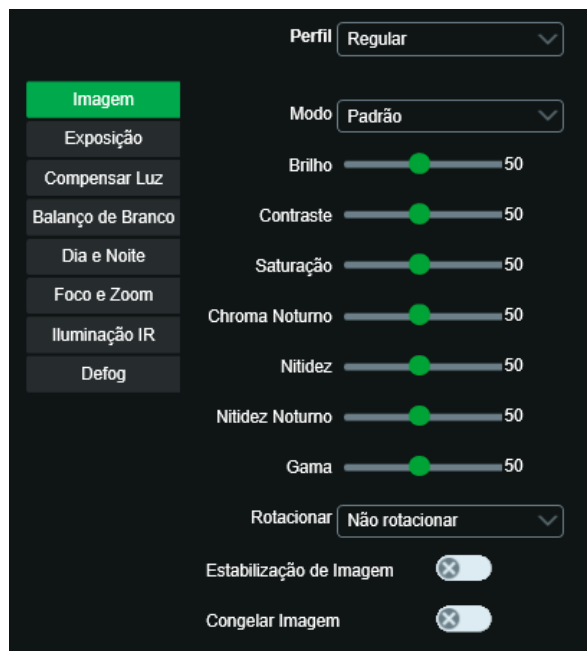 Perfil Regular
Imagem
Modo Padrão
Exposição
Brilho 50
Compensar Luz
Contraste 50
Balanço de Branco
Dia e Noite
Saturação 50
Foco e Zoom
Chroma Noturno 50
Iluminação IR
Nitidez 50
Defog
Nitidez Noturno 50
Gama 50
Rotacionar Não rotacionar
Estabilização de Imagem
Congelar Imagem